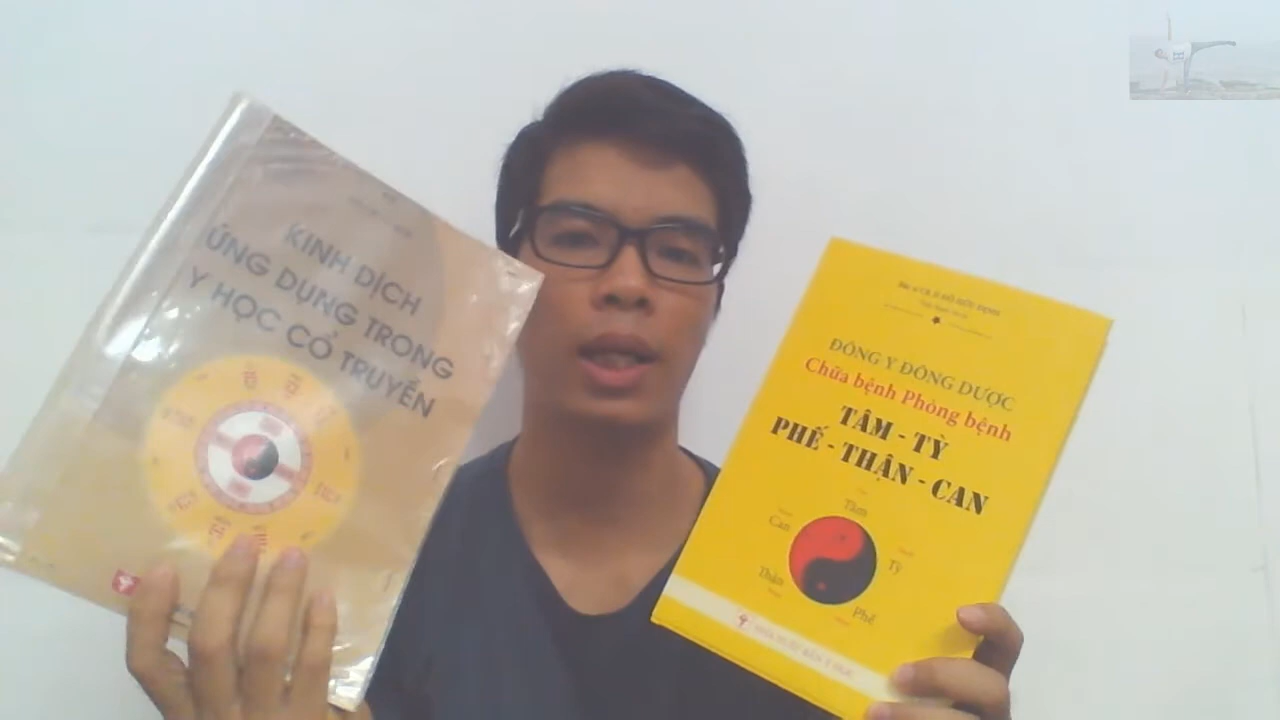 KINH DỊCH
ỨNG DỤNG TRONG
Y HỌC CỔ TRUYỀN
ĐÔNG Y ĐÔNG DƯỢC
Chữa bệnh Phòng bệnh
TÂM - TỲ
PHẾ - THẬN - CAN
Tâm
Can
Tỳ
Thận
Phế